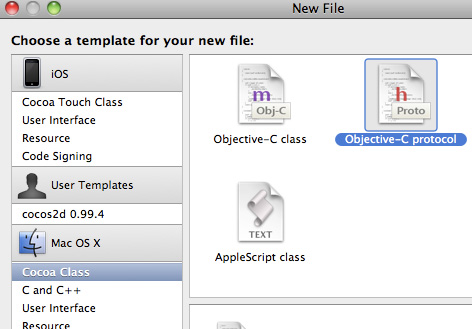 New File
Choose a template for your new file:
iOS
Cocoa Touch Class
User Interface
Resource
Code Signing
User Templates
cocos2d 0.99.4
Mac OS X
Cocoa Class
C and C++
User Interface
Resource
m
Obj-C
Objective-C class
h
Proto
Objective-C protocol
TEXT
AppleScript class